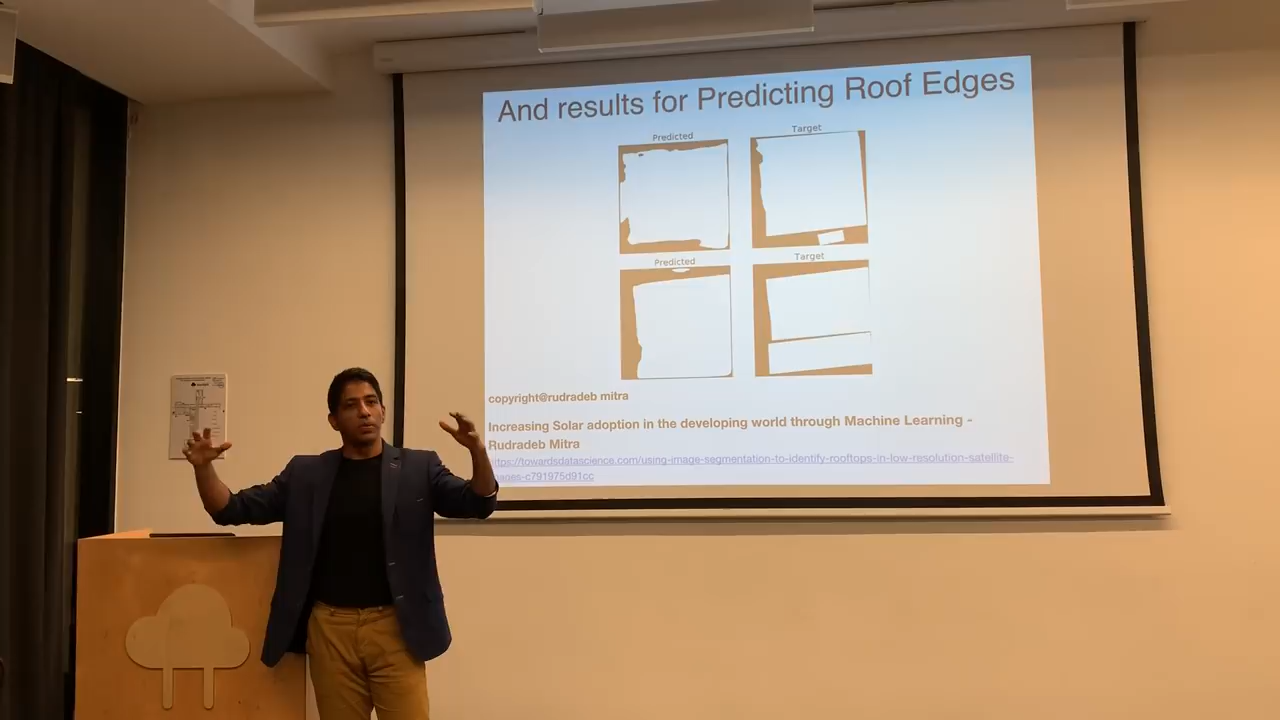 And results for Predicting Roof Edges
Predicted
Target
Predicted
Target
copyright@rudradeb mitra
Increasing Solar adoption in the developing world through Machine Learning -
Rudradeb Mitra
ttps://towardsdatascience.com/using-image-segmentation-to-identify-rooftops-in-low-resolution-satellite-
mages-c791975d91cc